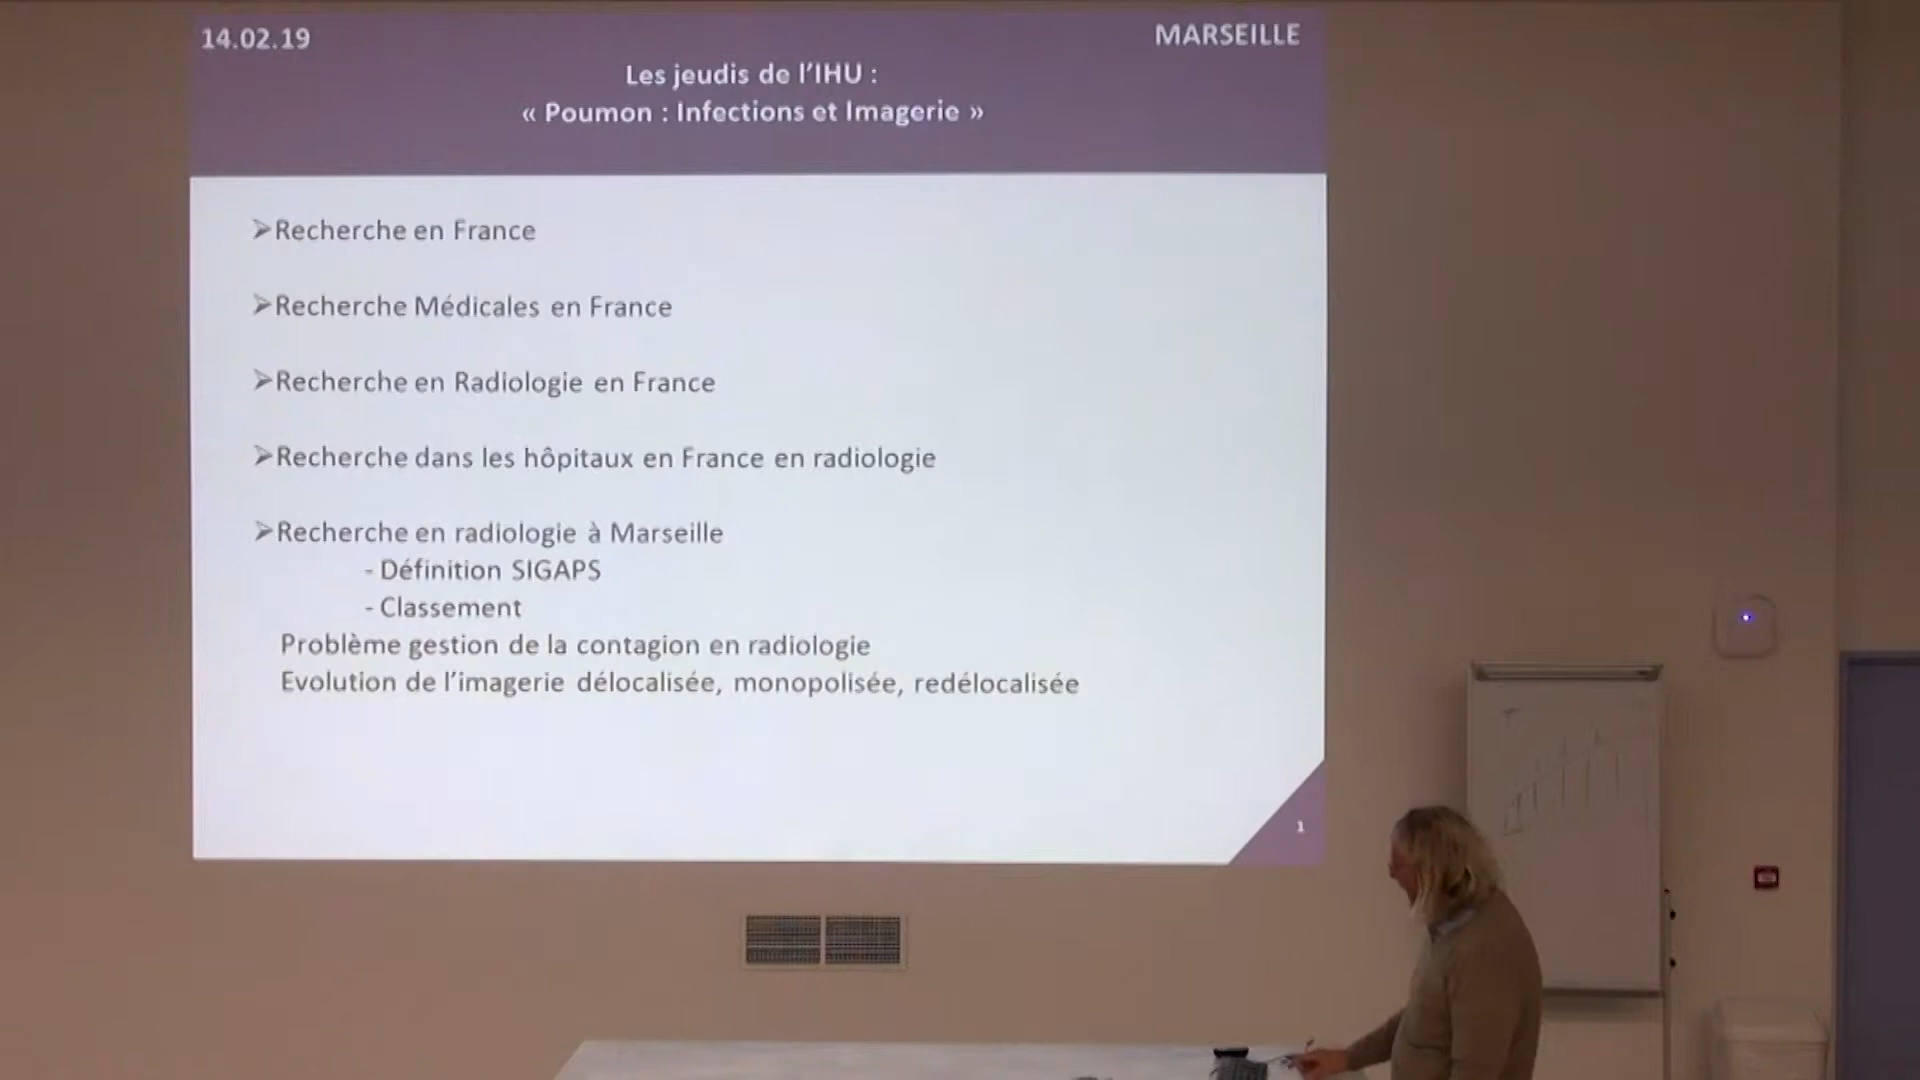 14.02.19
MARSEILLE
Les jeudis de l'IHU :
« Poumon : Infections et Imagerie »
➢Recherche en France
➢Recherche Médicales en France
➢Recherche en Radiologie en France
➢Recherche dans les hôpitaux en France en radiologie
➢Recherche en radiologie à Marseille
- Définition SIGAPS
- Classement
Problème gestion de la contagion en radiologie
Evolution de l'imagerie délocalisée, monopolisée, redélocalisée
1